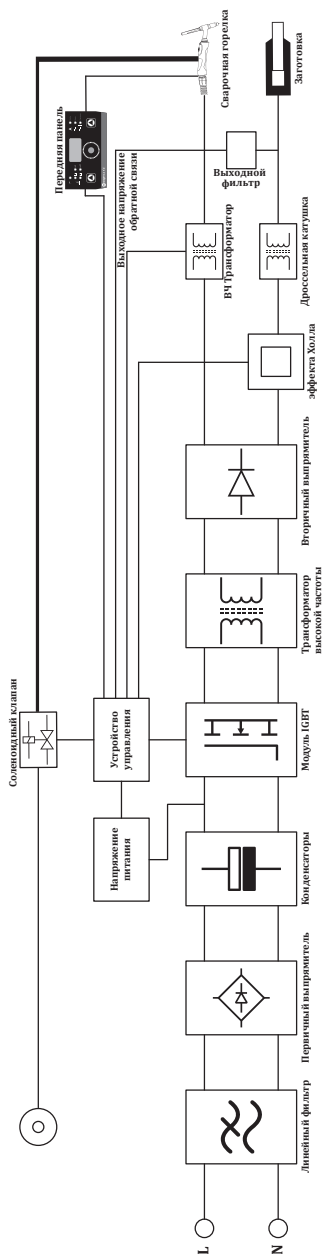 Соленоидный клапан
Передняя панель
Сварочная горелка
Заготовка
Выходное напряжение
обратной связи
Выходной
фильтр
Напряжение
питания
Устройство
управления
ВЧ Трансформатор
Дроссельная катушка
L
N
Линейный фильтр
Первичный выпрямитель
Конденсаторы
Модуль IGBT
Трансформатор
высокой частоты
Вторичный выпрямитель
эффекта Холла